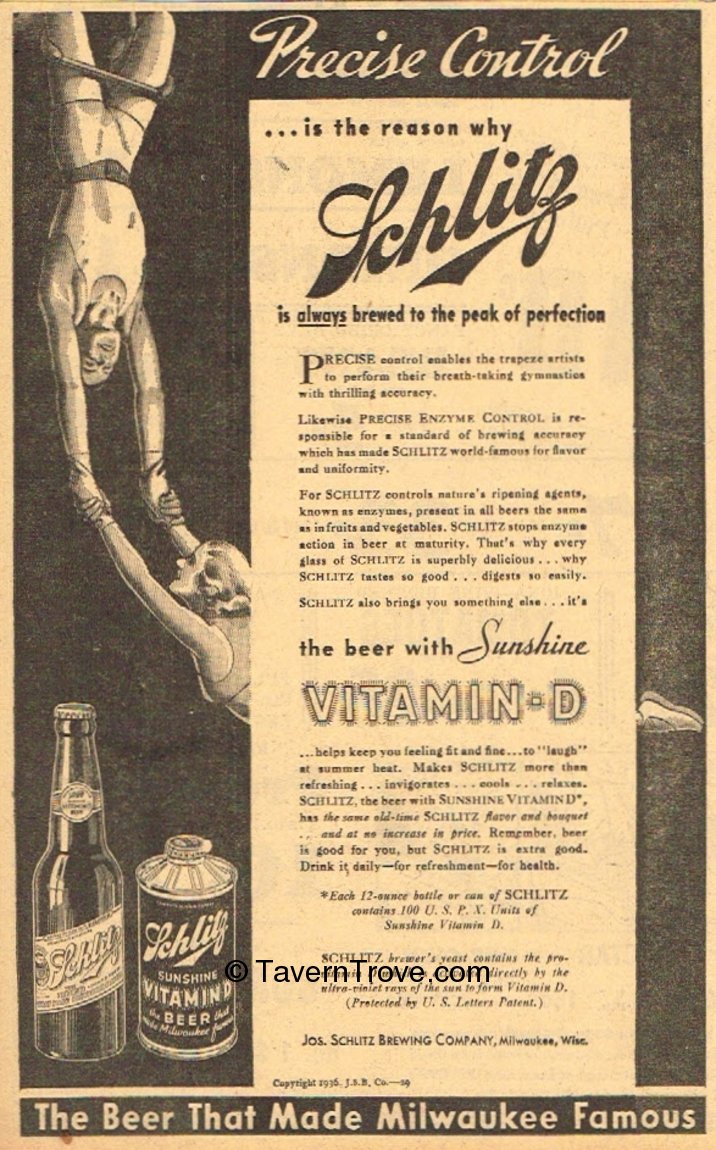 Precise Control
...is the reason why
Schlitz
is always brewed to the peak of perfection
PRECISE control enables the trapeze artists
to perform their breath-taking gymnastics
with thrilling accuracy.
Likewise PRECISE ENZYME CONTROL is re-
sponsible for a standard of brewing accuracy
which has made SCHLITZ world-famous for flavor
and uniformity.
For SCHLITZ controls nature's ripening agents,
known as enzymes, present in all beers the same
as in fruits and vegetables. SCHLITZ stops enzyme
action in beer at maturity. That's why every
glass of SCHLITZ is superbly delicious...why
SCHLITZ tastes so good...digests so easily.
SCHLITZ also brings you something else...it's
the beer with Sunshine
VITAMIN-D
...helps keep you feeling fit and fine...to "laugh"
at summer heat. Makes SCHLITZ more than
refreshing...invigorates...cools...relaxes.
SCHLITZ, the beer with SUNSHINE VITAMIN D*,
has the same old-time SCHLITZ flavor and bouquet
...and at no increase in price. Remember, beer
is good for you, but SCHLITZ is extra good.
Drink it daily—for refreshment—for health.
*Each 12-ounce bottle or can of SCHLITZ
contains 100 U. S. P. X. Units of
Sunshine Vitamin D.
SCHLITZ brewer's yeast contains the pro-
directly by the
ultra-violet rays of the sun to form Vitamin D.
(Protected by U. S. Letters Patent.)
© TavernTrove.com
JOS. SCHLITZ BREWING COMPANY, Milwaukee, Wisc.
Copyright 1936, J.S.B. Co.—29
Schlitz
Schlitz
SUNSHINE
VITAMIN D
the BEER that
made Milwaukee famous
The Beer That Made Milwaukee Famous